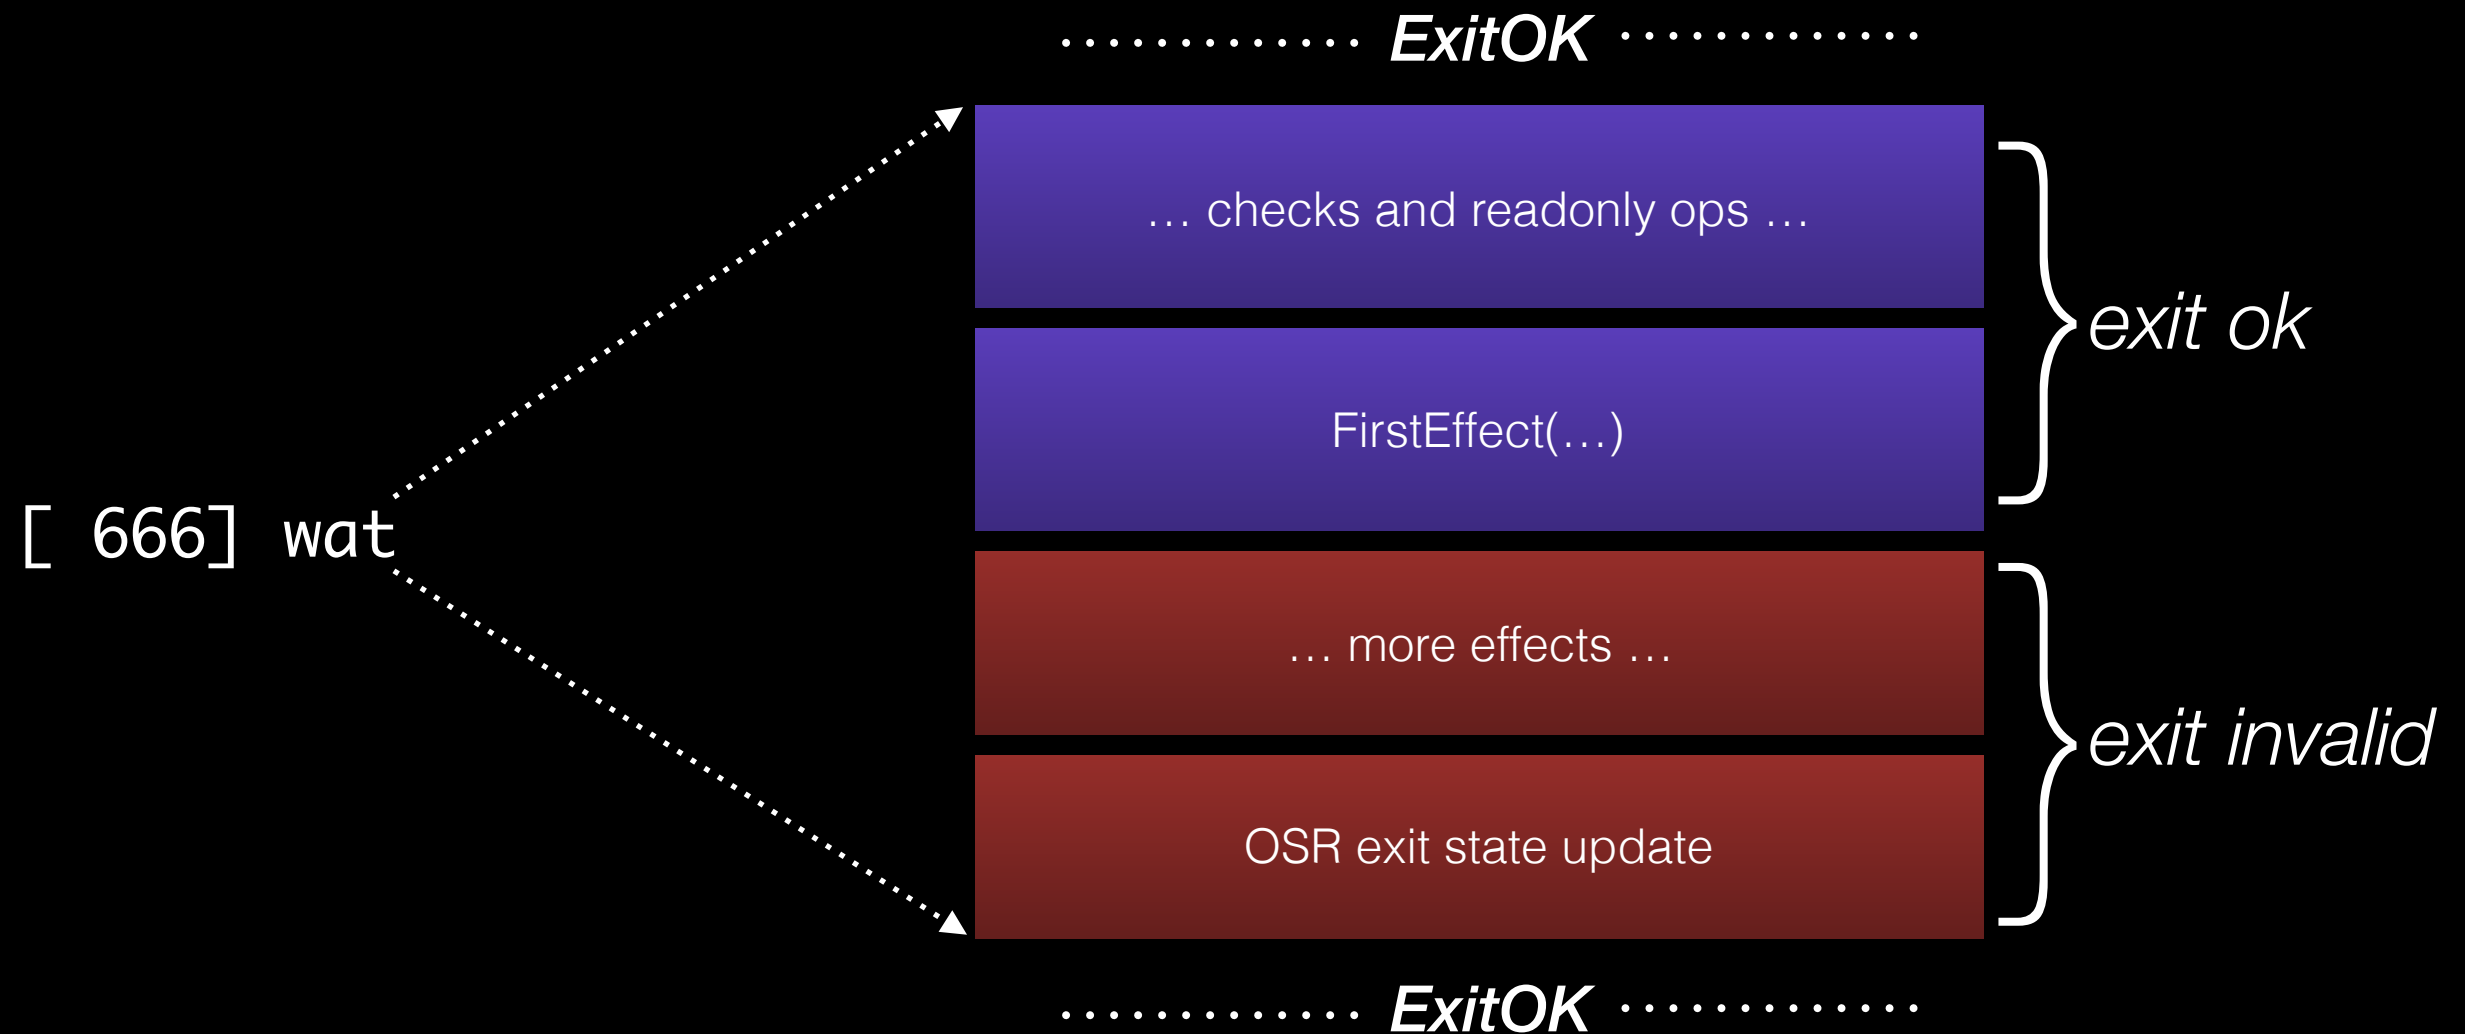 ExitOK
… checks and readonly ops …
exit ok
FirstEffect(…)
[ 666] wat
… more effects …
exit invalid
OSR exit state update
ExitOK